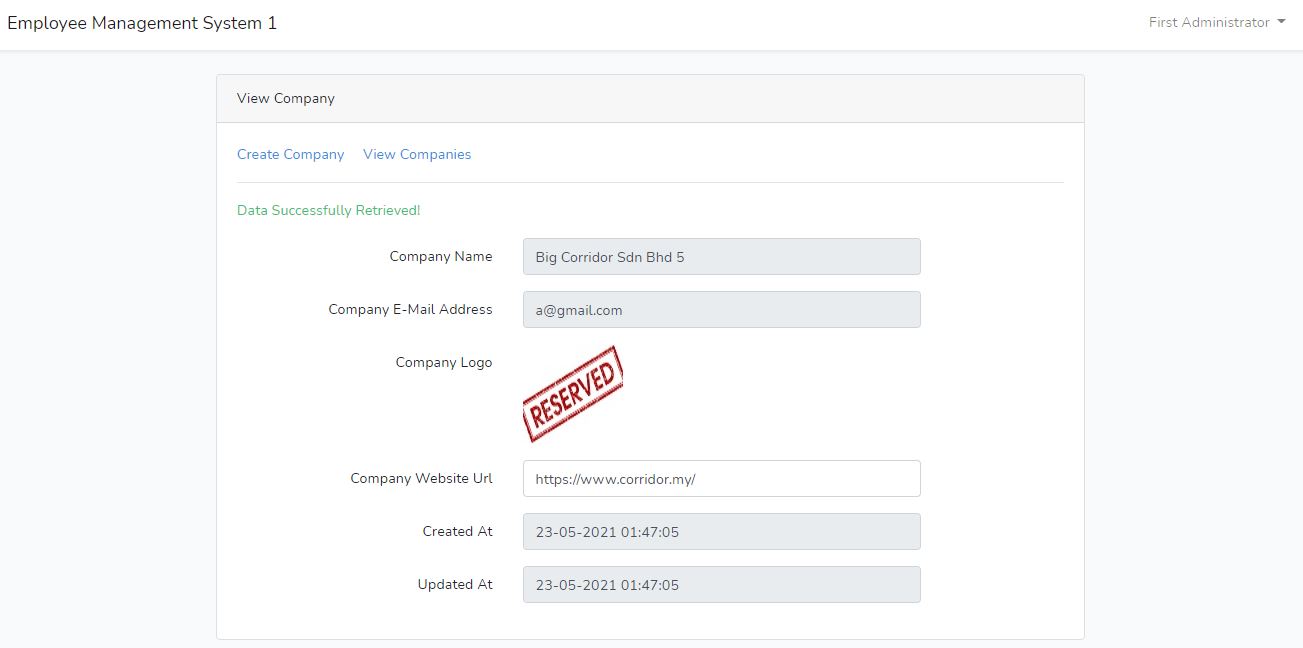 Employee Management System 1
First Administrator
View Company
Create Company View Companies
Data Successfully Retrieved!
Company Name Big Corridor Sdn Bhd 5
Company E-Mail Address a@gmail.com
Company Logo RESERVED
Company Website Url https://www.corridor.my/
Created At 23-05-2021 01:47:05
Updated At 23-05-2021 01:47:05